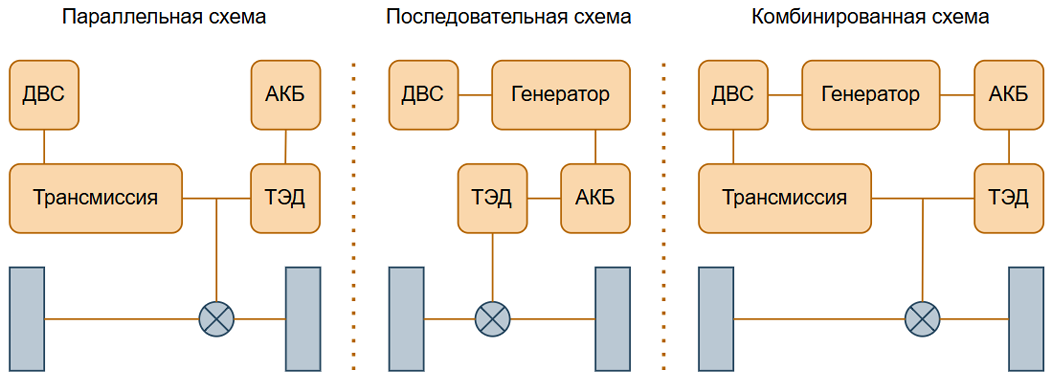 Параллельная схема
Последовательная схема
Комбинированная схема
ДВС
АКБ
ДВС
Генератор
ДВС
Генератор
АКБ
Трансмиссия
ТЭД
ТЭД
АКБ
Трансмиссия
ТЭД